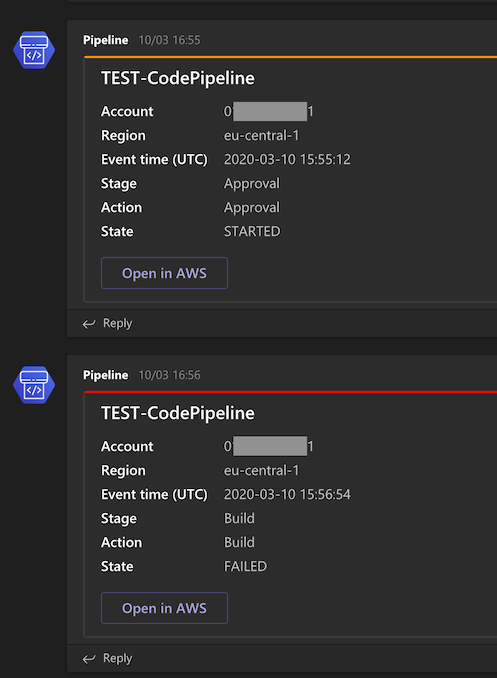 Pipeline 10/03 16:55
TEST-CodePipeline
Account 0 1
Region eu-central-1
Event time (UTC) 2020-03-10 15:55:12
Stage Approval
Action Approval
State STARTED
Open in AWS
Reply
Pipeline 10/03 16:56
TEST-CodePipeline
Account 0 1
Region eu-central-1
Event time (UTC) 2020-03-10 15:56:54
Stage Build
Action Build
State FAILED
Open in AWS
Reply